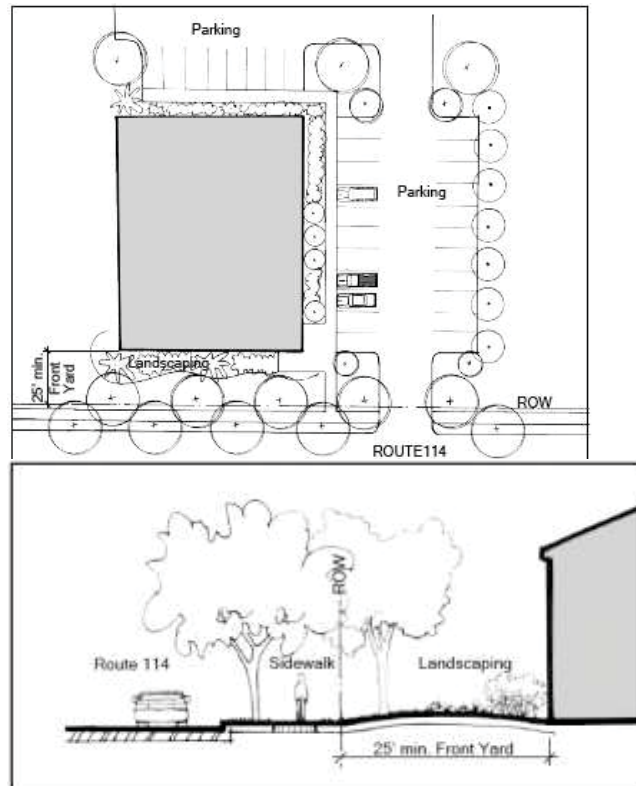 Parking
Parking
Landscaping
25' min.
Front
Yard
ROW
ROUTE114
ROW
Route 114
Sidewalk
Landscaping
25' min. Front Yard